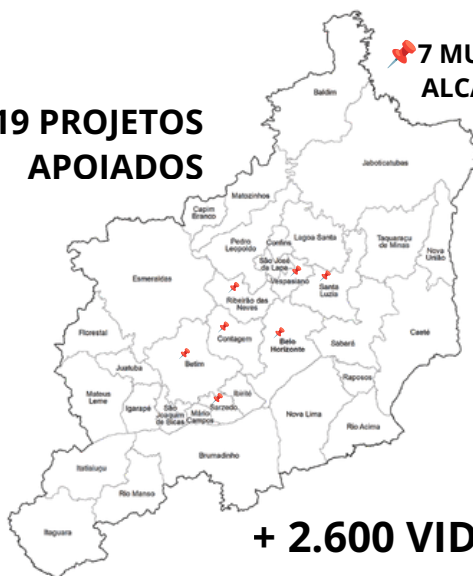 📌7 MU
ALCA
19 PROJETOS
APOIADOS
Baldim
Jaboticatubas
Matozinhos
Capim
Branco
Pedro
Leopoldo
Confins
Lagoa Santa
Taquaraçu
de Minas
Nova
União
São José
da Lapa
Vespasiano
Santa
Luzia
Esmeraldas
Ribeirão das
Neves
Contagem
Belo
Horizonte
Sabará
Caeté
Florestal
Betim
Juatuba
Mateus
Leme
Igarapé
São
Joaquim
de Bicas
Mário
Campos
Sarzedo
Ibirité
Raposos
Nova Lima
Rio Acima
Brumadinho
Itatiaiuçu
Rio Manso
Itaguara
+ 2.600 VID